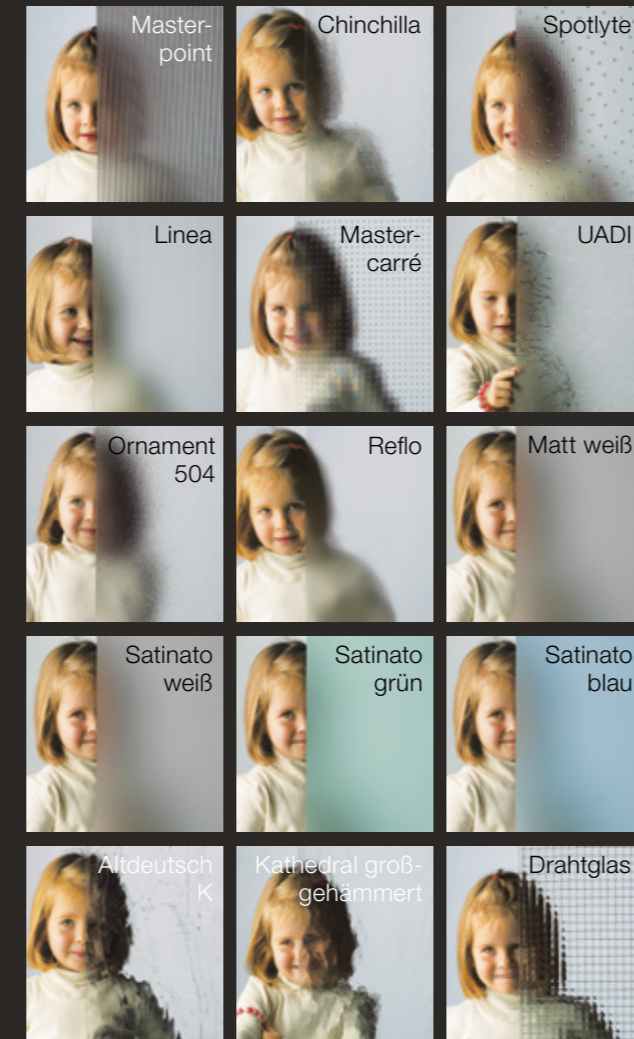 Master-
point
Chinchilla
Spotlyte
Linea
Master-
carré
UADI
Ornament
504
Reflo
Matt weiß
Satinato
weiß
Satinato
grün
Satinato
blau
Altdeutsch
K
Kathedral groß-
gehämmert
Drahtglas